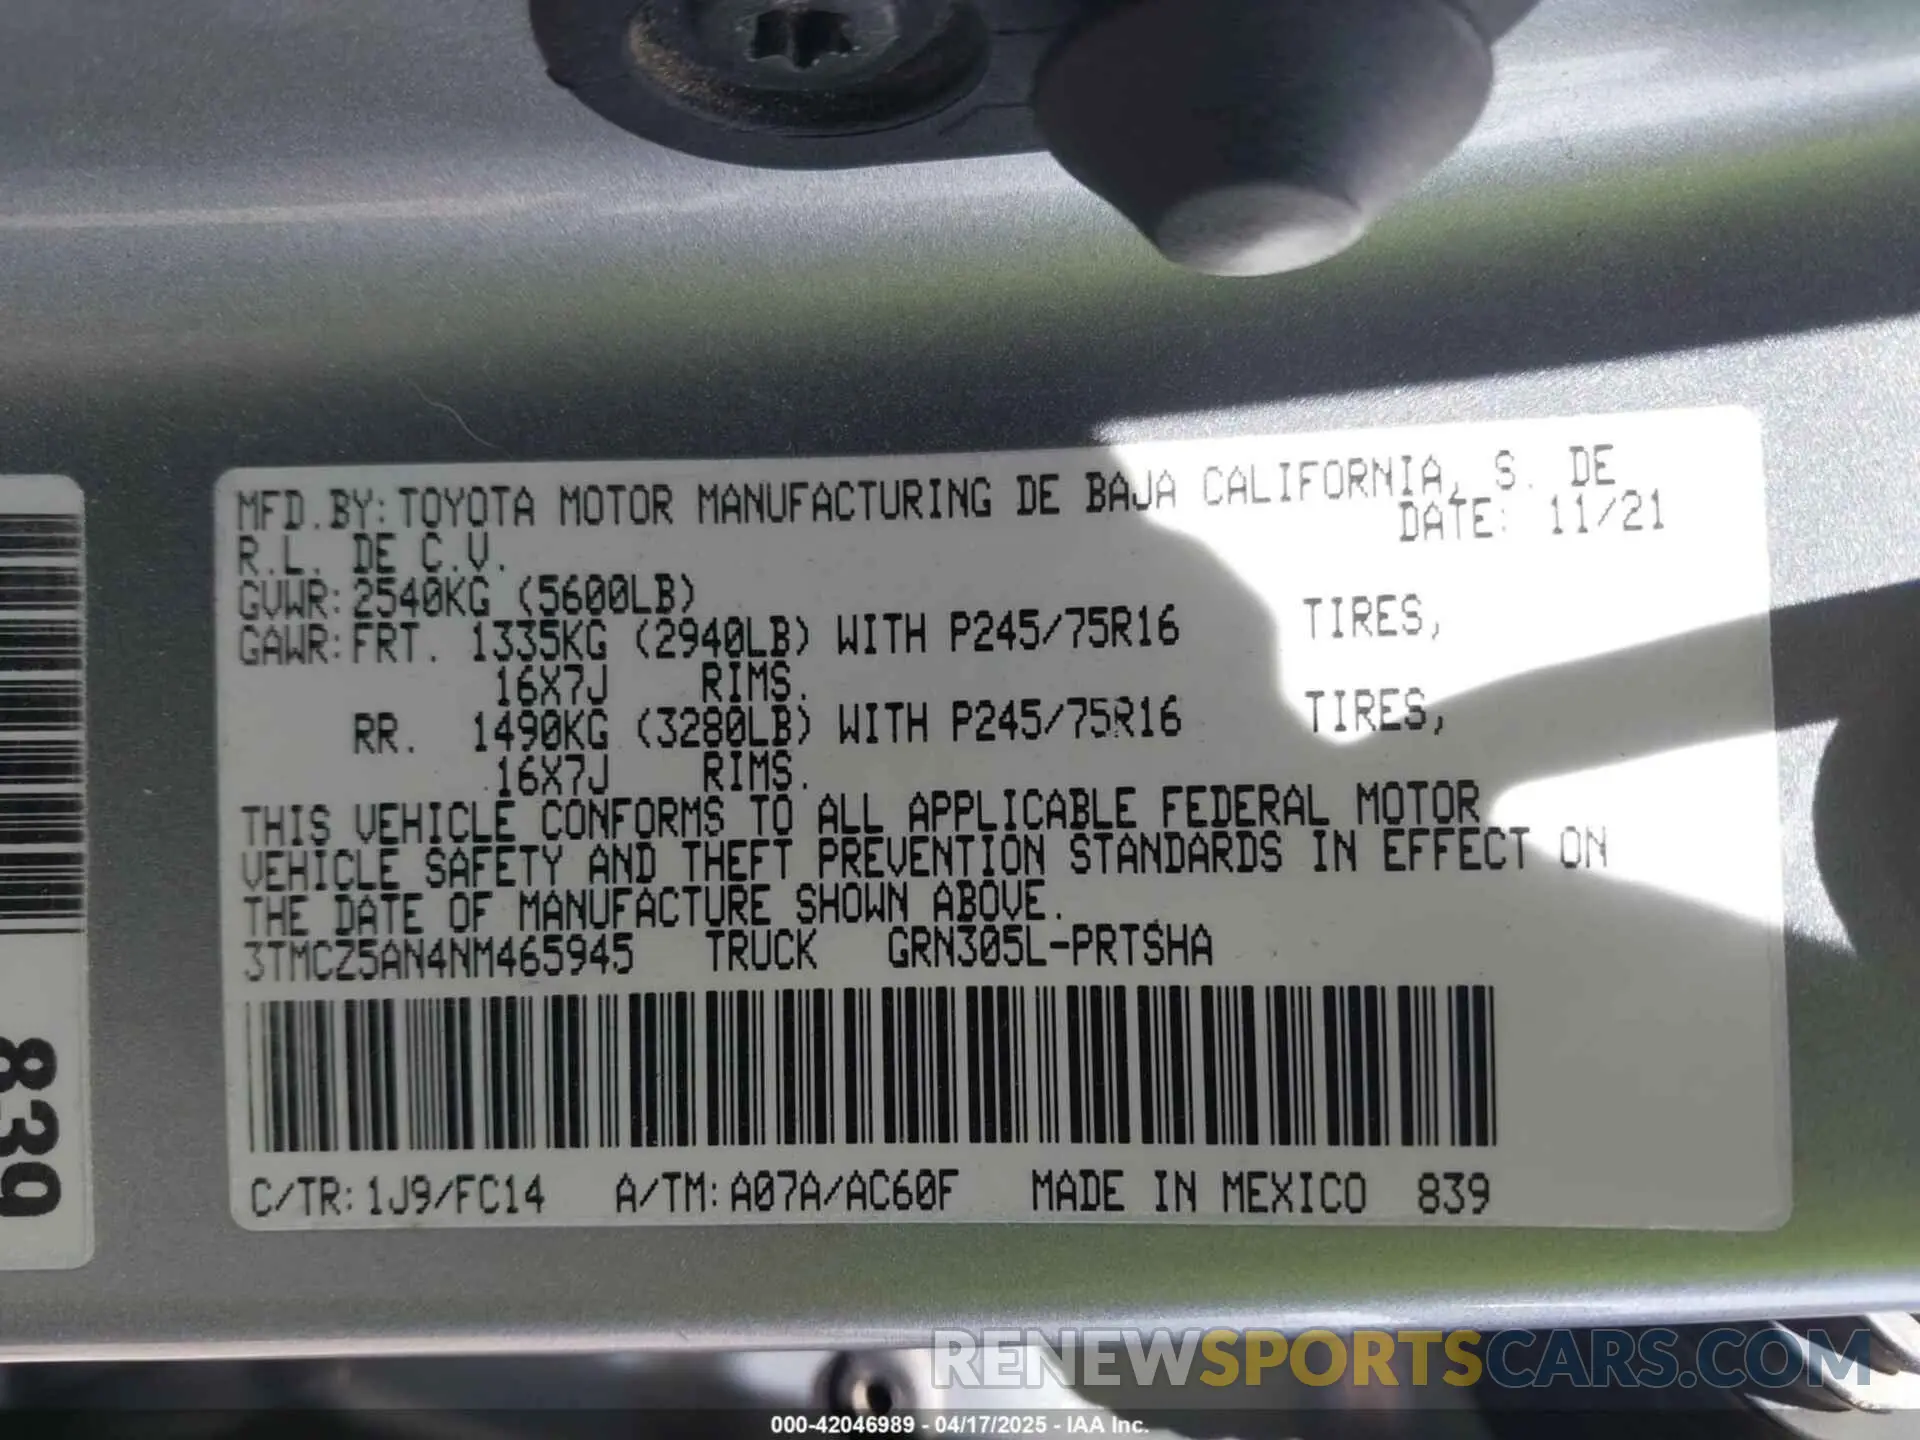 MFD.BY:TOYOTA MOTOR MANUFACTURING DE BAJA CALIFORNIA, S. DE
R.L. DE C.V.
DATE: 11/21
GVWR:2540KG (5600LB)
GAWR:FRT. 1335KG (2940LB) WITH P245/75R16 TIRES,
16X7J RIMS.
RR. 1490KG (3280LB) WITH P245/75R16 TIRES,
16X7J RIMS.
THIS VEHICLE CONFORMS TO ALL APPLICABLE FEDERAL MOTOR
VEHICLE SAFETY AND THEFT PREVENTION STANDARDS IN EFFECT ON
THE DATE OF MANUFACTURE SHOWN ABOVE.
3TMCZ5AN4NM465945 TRUCK GRN305L-PRTSHA
C/TR:1J9/FC14 A/TM:A07A/AC60F MADE IN MEXICO 839
839
RENEWSPORTSCARS.COM
000-42046989 - 04/17/2025 - IAA Inc.